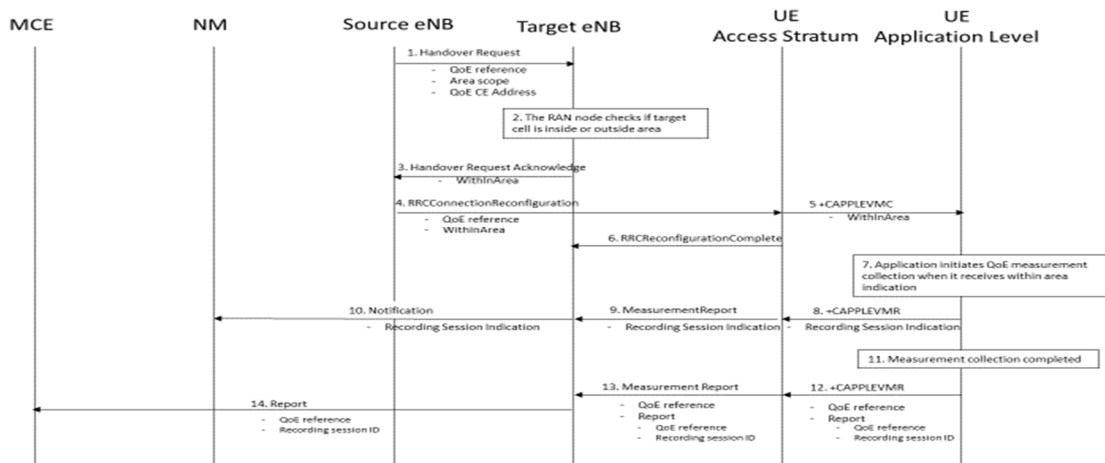 MCE
NM
Source eNB
Target eNB
UE
Access Stratum
UE
Application Level
1. Handover Request
- QoE reference
- Area scope
- QoE CE Address
2. The RAN node checks if target
cell is inside or outside area
3. Handover Request Acknowledge
- WithInArea
4. RRCConnectionReconfiguration
- QoE reference
- WithInArea
5 +CAPPLEVMC
- WithInArea
6. RRCReconfigurationComplete
7. Application initiates QoE measurement
collection when it receives within area
indication
10. Notification
- Recording Session Indication
9. MeasurementReport
- Recording Session Indication
8. +CAPPLEVMR
- Recording Session Indication
11. Measurement collection completed
14. Report
- QoE reference
- Recording session ID
13. Measurement Report
- QoE reference
- Report
- QoE reference
- Recording session ID
12. +CAPPLEVMR
- QoE reference
- Report
- QoE reference
- Recording session ID